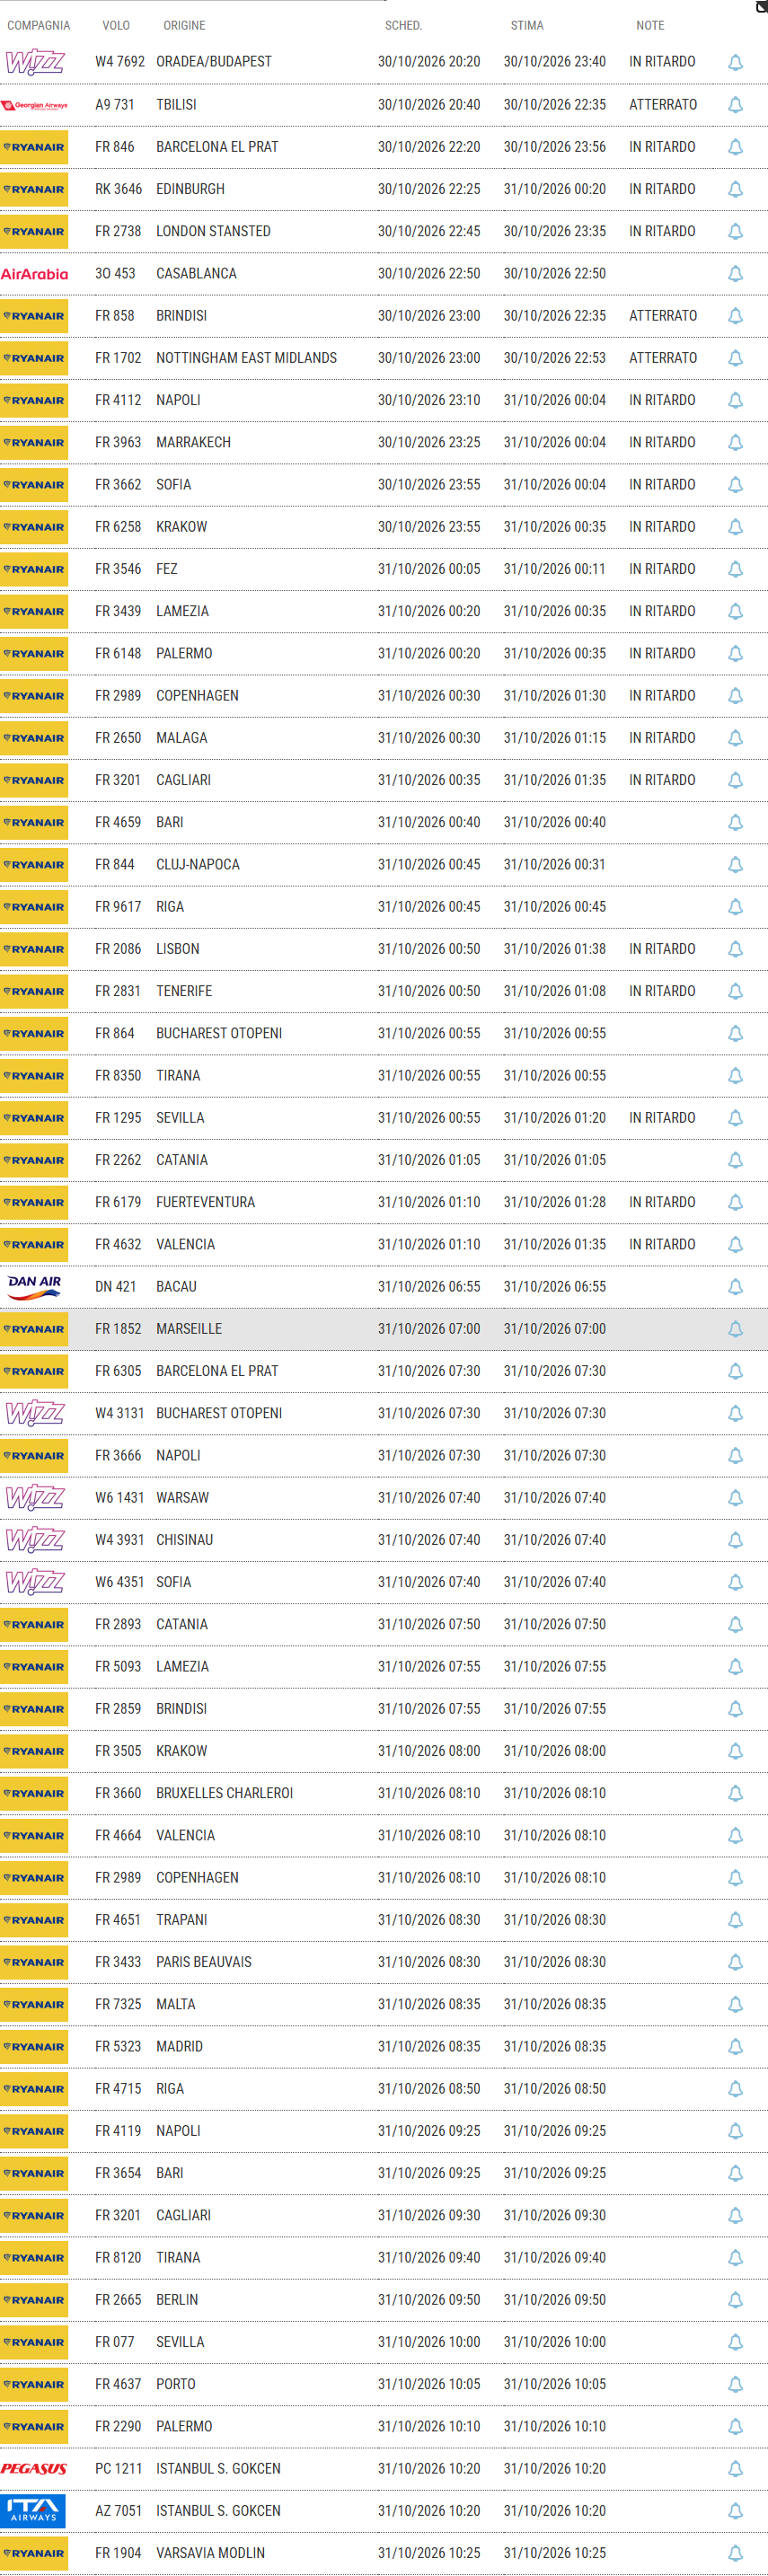 COMPAGNIA VOLO ORIGINE SCHED. STIMA NOTE
WIZZ W4 7692 ORADEA/BUDAPEST 30/10/2026 20:20 30/10/2026 23:40 IN RITARDO
Georgian Airways A9 731 TBILISI 30/10/2026 20:40 30/10/2026 22:35 ATTERRATO
RYANAIR FR 846 BARCELONA EL PRAT 30/10/2026 22:20 30/10/2026 23:56 IN RITARDO
RYANAIR RK 3646 EDINBURGH 30/10/2026 22:25 31/10/2026 00:20 IN RITARDO
RYANAIR FR 2738 LONDON STANSTED 30/10/2026 22:45 30/10/2026 23:35 IN RITARDO
AirArabia 3O 453 CASABLANCA 30/10/2026 22:50 30/10/2026 22:50
RYANAIR FR 858 BRINDISI 30/10/2026 23:00 30/10/2026 22:35 ATTERRATO
RYANAIR FR 1702 NOTTINGHAM EAST MIDLANDS 30/10/2026 23:00 30/10/2026 22:53 ATTERRATO
RYANAIR FR 4112 NAPOLI 30/10/2026 23:10 31/10/2026 00:04 IN RITARDO
RYANAIR FR 3963 MARRAKECH 30/10/2026 23:25 31/10/2026 00:04 IN RITARDO
RYANAIR FR 3662 SOFIA 30/10/2026 23:55 31/10/2026 00:04 IN RITARDO
RYANAIR FR 6258 KRAKOW 30/10/2026 23:55 31/10/2026 00:35 IN RITARDO
RYANAIR FR 3546 FEZ 31/10/2026 00:05 31/10/2026 00:11 IN RITARDO
RYANAIR FR 3439 LAMEZIA 31/10/2026 00:20 31/10/2026 00:35 IN RITARDO
RYANAIR FR 6148 PALERMO 31/10/2026 00:20 31/10/2026 00:35 IN RITARDO
RYANAIR FR 2989 COPENHAGEN 31/10/2026 00:30 31/10/2026 01:30 IN RITARDO
RYANAIR FR 2650 MALAGA 31/10/2026 00:30 31/10/2026 01:15 IN RITARDO
RYANAIR FR 3201 CAGLIARI 31/10/2026 00:35 31/10/2026 01:35 IN RITARDO
RYANAIR FR 4659 BARI 31/10/2026 00:40 31/10/2026 00:40
RYANAIR FR 844 CLUJ-NAPOCA 31/10/2026 00:45 31/10/2026 00:31
RYANAIR FR 9617 RIGA 31/10/2026 00:45 31/10/2026 00:45
RYANAIR FR 2086 LISBON 31/10/2026 00:50 31/10/2026 01:38 IN RITARDO
RYANAIR FR 2831 TENERIFE 31/10/2026 00:50 31/10/2026 01:08 IN RITARDO
RYANAIR FR 864 BUCHAREST OTOPENI 31/10/2026 00:55 31/10/2026 00:55
RYANAIR FR 8350 TIRANA 31/10/2026 00:55 31/10/2026 00:55
RYANAIR FR 1295 SEVILLA 31/10/2026 00:55 31/10/2026 01:20 IN RITARDO
RYANAIR FR 2262 CATANIA 31/10/2026 01:05 31/10/2026 01:05
RYANAIR FR 6179 FUERTEVENTURA 31/10/2026 01:10 31/10/2026 01:28 IN RITARDO
RYANAIR FR 4632 VALENCIA 31/10/2026 01:10 31/10/2026 01:35 IN RITARDO
DAN AIR DN 421 BACAU 31/10/2026 06:55 31/10/2026 06:55
RYANAIR FR 1852 MARSEILLE 31/10/2026 07:00 31/10/2026 07:00
RYANAIR FR 6305 BARCELONA EL PRAT 31/10/2026 07:30 31/10/2026 07:30
WIZZ W4 3131 BUCHAREST OTOPENI 31/10/2026 07:30 31/10/2026 07:30
RYANAIR FR 3666 NAPOLI 31/10/2026 07:30 31/10/2026 07:30
WIZZ W6 1431 WARSAW 31/10/2026 07:40 31/10/2026 07:40
WIZZ W4 3931 CHISINAU 31/10/2026 07:40 31/10/2026 07:40
WIZZ W6 4351 SOFIA 31/10/2026 07:40 31/10/2026 07:40
RYANAIR FR 2893 CATANIA 31/10/2026 07:50 31/10/2026 07:50
RYANAIR FR 5093 LAMEZIA 31/10/2026 07:55 31/10/2026 07:55
RYANAIR FR 2859 BRINDISI 31/10/2026 07:55 31/10/2026 07:55
RYANAIR FR 3505 KRAKOW 31/10/2026 08:00 31/10/2026 08:00
RYANAIR FR 3660 BRUXELLES CHARLEROI 31/10/2026 08:10 31/10/2026 08:10
RYANAIR FR 4664 VALENCIA 31/10/2026 08:10 31/10/2026 08:10
RYANAIR FR 2989 COPENHAGEN 31/10/2026 08:10 31/10/2026 08:10
RYANAIR FR 4651 TRAPANI 31/10/2026 08:30 31/10/2026 08:30
RYANAIR FR 3433 PARIS BEAUVAIS 31/10/2026 08:30 31/10/2026 08:30
RYANAIR FR 7325 MALTA 31/10/2026 08:35 31/10/2026 08:35
RYANAIR FR 5323 MADRID 31/10/2026 08:35 31/10/2026 08:35
RYANAIR FR 4715 RIGA 31/10/2026 08:50 31/10/2026 08:50
RYANAIR FR 4119 NAPOLI 31/10/2026 09:25 31/10/2026 09:25
RYANAIR FR 3654 BARI 31/10/2026 09:25 31/10/2026 09:25
RYANAIR FR 3201 CAGLIARI 31/10/2026 09:30 31/10/2026 09:30
RYANAIR FR 8120 TIRANA 31/10/2026 09:40 31/10/2026 09:40
RYANAIR FR 2665 BERLIN 31/10/2026 09:50 31/10/2026 09:50
RYANAIR FR 077 SEVILLA 31/10/2026 10:00 31/10/2026 10:00
RYANAIR FR 4637 PORTO 31/10/2026 10:05 31/10/2026 10:05
RYANAIR FR 2290 PALERMO 31/10/2026 10:10 31/10/2026 10:10
PEGASUS PC 1211 ISTANBUL S. GOKCEN 31/10/2026 10:20 31/10/2026 10:20
ITA AIRWAYS AZ 7051 ISTANBUL S. GOKCEN 31/10/2026 10:20 31/10/2026 10:20
RYANAIR FR 1904 VARSAVIA MODLIN 31/10/2026 10:25 31/10/2026 10:25